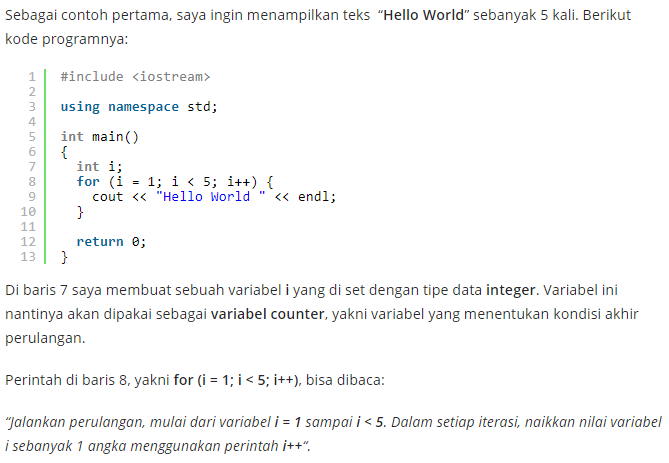 Sebagai contoh pertama, saya ingin menampilkan teks  “Hello World” sebanyak 5 kali. Berikut
kode programnya:
1 #include <iostream>
2
3 using namespace std;
4
5 int main()
6 {
7   int i;
8   for (i = 1; i < 5; i++) {
9     cout << "Hello World " << endl;
10   }
11
12   return 0;
13 }
Di baris 7 saya membuat sebuah variabel i yang di set dengan tipe data integer. Variabel ini
nantinya akan dipakai sebagai variabel counter, yakni variabel yang menentukan kondisi akhir
perulangan.
Perintah di baris 8, yakni for (i = 1; i < 5; i++), bisa dibaca:
“Jalankan perulangan, mulai dari variabel i = 1 sampai i < 5. Dalam setiap iterasi, naikkan nilai variabel
i sebanyak 1 angka menggunakan perintah i++“.